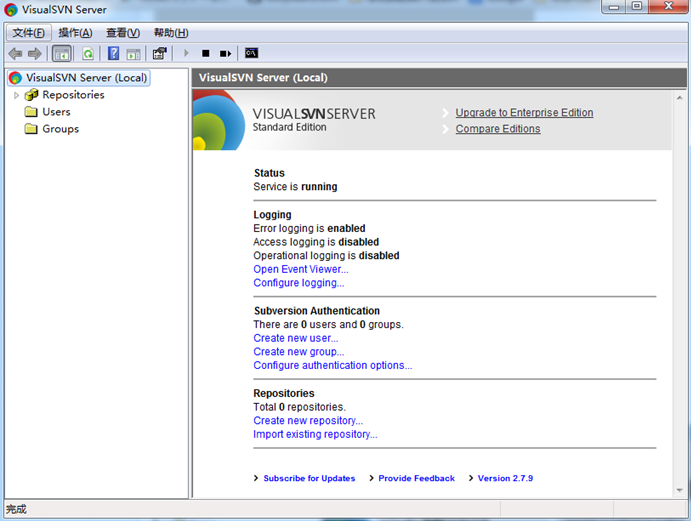 VisualSVN Server
文件(F) 操作(A) 查看(V) 帮助(H)
VisualSVN Server (Local)
Repositories
Users
Groups
VisualSVN Server (Local)
VISUALSVNSERVER
Standard Edition
Upgrade to Enterprise Edition
Compare Editions
Status
Service is running
Logging
Error logging is enabled
Access logging is disabled
Operational logging is disabled
Open Event Viewer...
Configure logging...
Subversion Authentication
There are 0 users and 0 groups.
Create new user...
Create new group...
Configure authentication options...
Repositories
Total 0 repositories.
Create new repository...
Import existing repository...
Subscribe for Updates Provide Feedback Version 2.7.9
完成